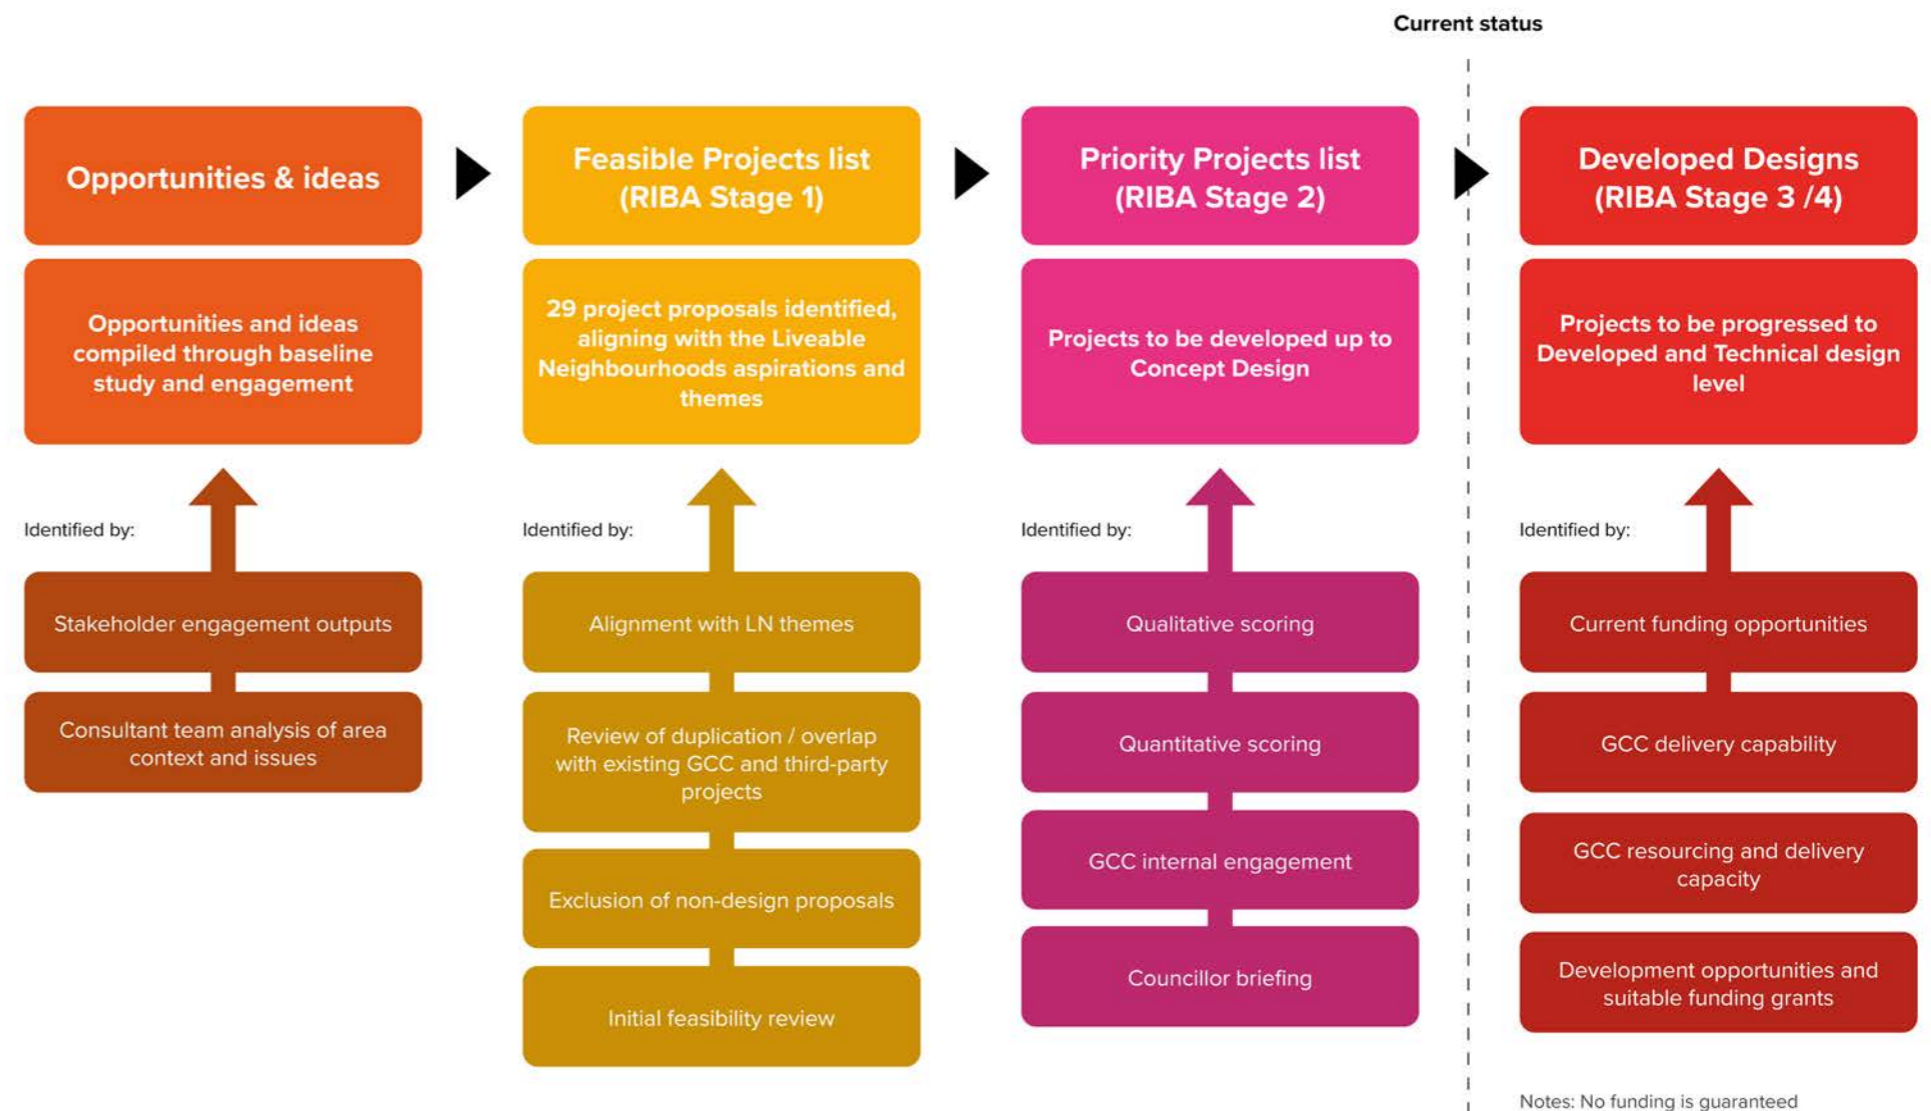 Current status
Opportunities & ideas
Opportunities and ideas
compiled through baseline
study and engagement
Identified by:
Stakeholder engagement outputs
Consultant team analysis of area
context and issues
Feasible Projects list
(RIBA Stage 1)
29 project proposals identified,
aligning with the Liveable
Neighbourhoods aspirations and
themes
Identified by:
Alignment with LN themes
Review of duplication / overlap
with existing GCC and third-party
projects
Exclusion of non-design proposals
Initial feasibility review
Priority Projects list
(RIBA Stage 2)
Projects to be developed up to
Concept Design
Identified by:
Qualitative scoring
Quantitative scoring
GCC internal engagement
Councillor briefing
Developed Designs
(RIBA Stage 3 /4)
Projects to be progressed to
Developed and Technical design
level
Identified by:
Current funding opportunities
GCC delivery capability
GCC resourcing and delivery
capacity
Development opportunities and
suitable funding grants
Notes: No funding is guaranteed